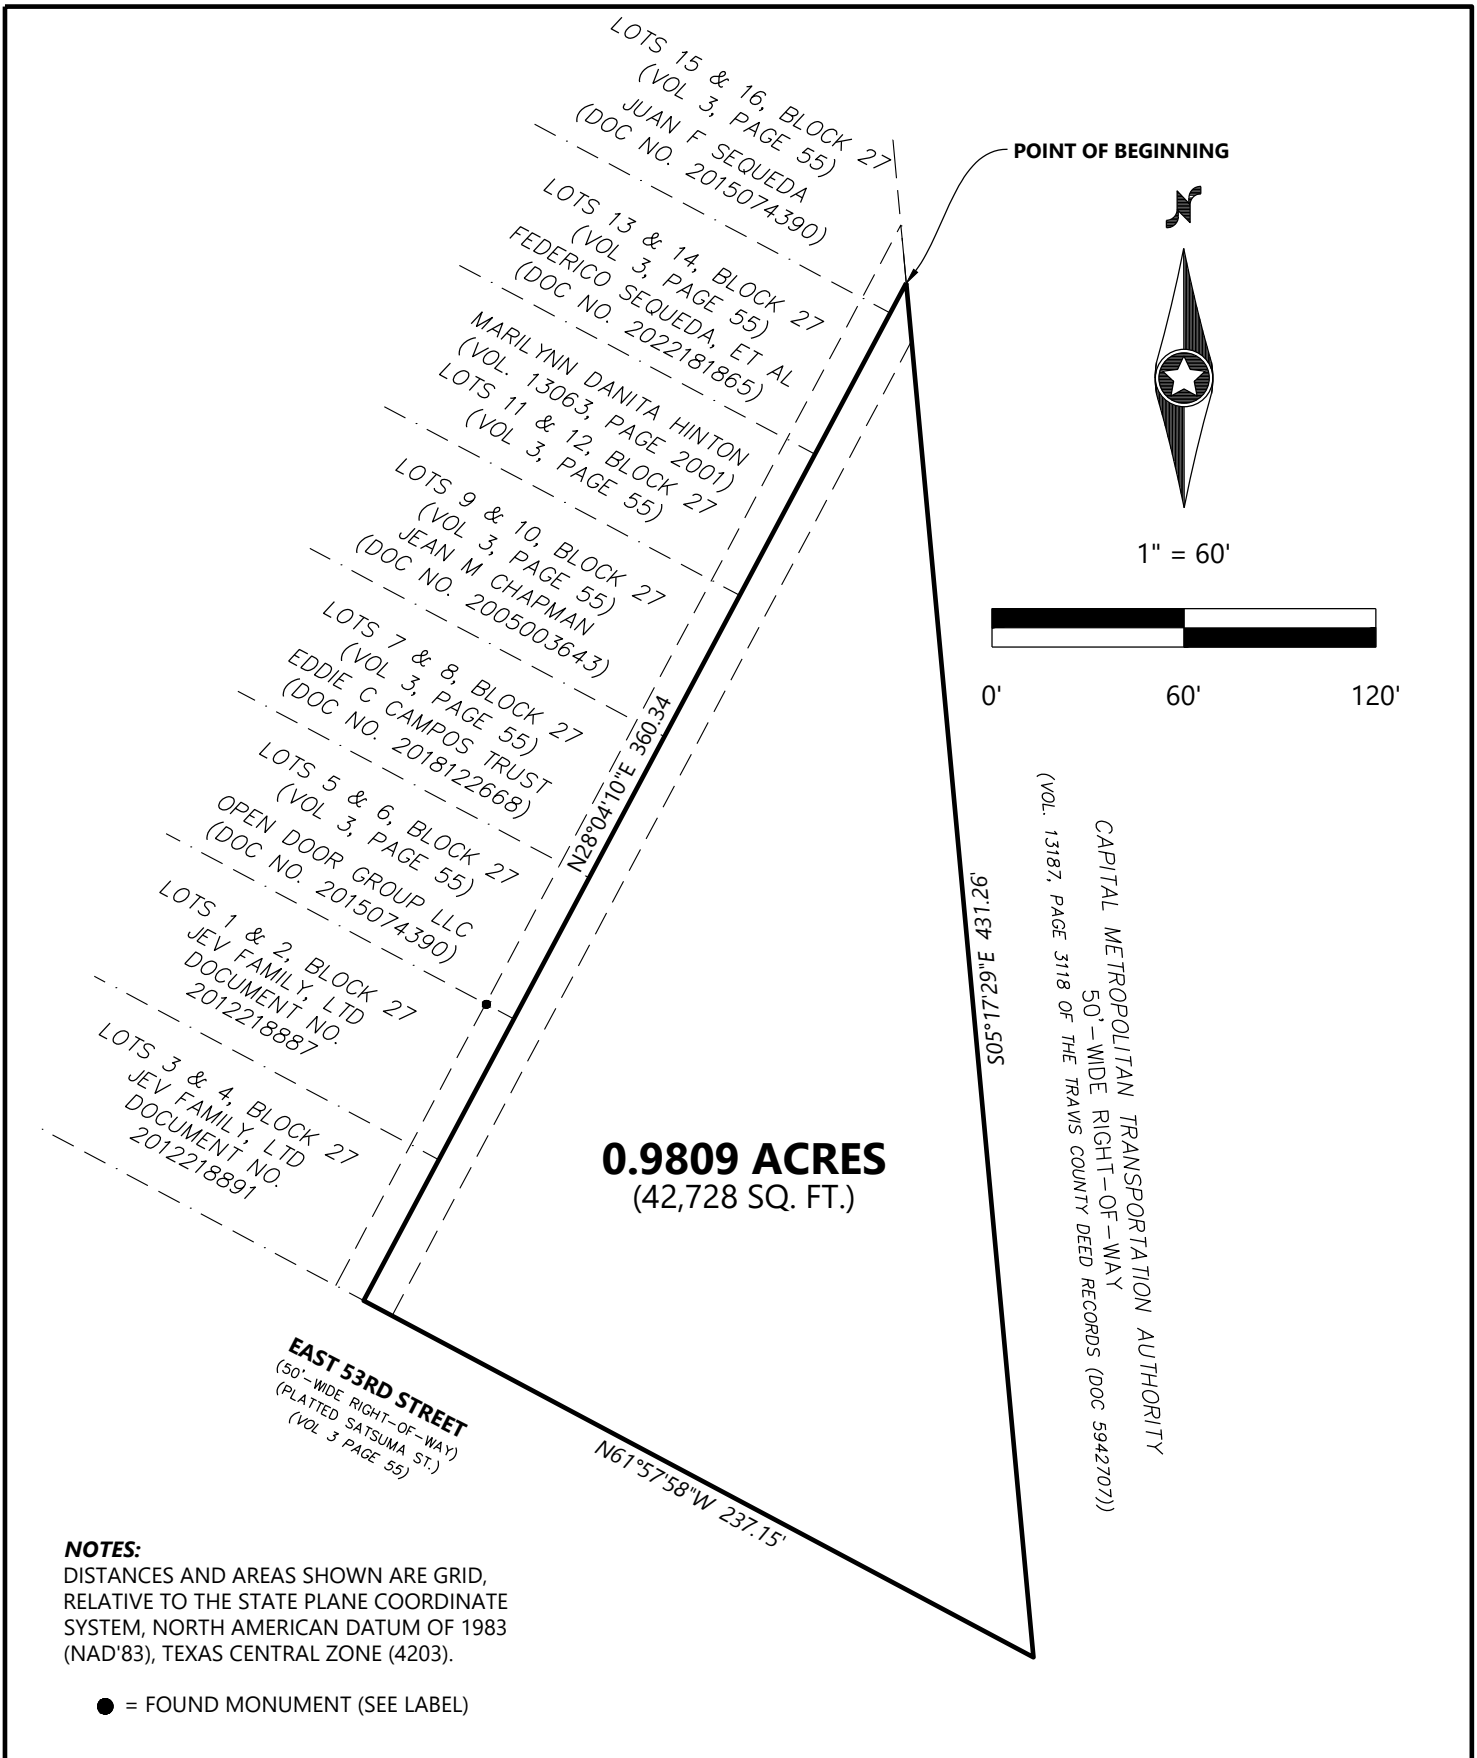 LOTS 15 & 16, BLOCK 27
(VOL 3, PAGE 55)
JUAN F SEQUEDA
(DOC NO. 2015074390)
POINT OF BEGINNING
N
LOTS 13 & 14, BLOCK 27
(VOL 3, PAGE 55)
FEDERICO SEQUEDA, ET AL
(DOC NO. 2022181865)
MARILYNN DANITA HINTON
(VOL. 13063, PAGE 2001)
LOTS 11 & 12, BLOCK 27
(VOL 3, PAGE 55)
LOTS 9 & 10, BLOCK 27
(VOL 3, PAGE 55)
JEAN M CHAPMAN
(DOC NO. 2005003643)
1" = 60'
0' 60' 120'
LOTS 7 & 8, BLOCK 27
(VOL 3, PAGE 55)
EDDIE C CAMPOS TRUST
(DOC NO. 2018122668)
N28°04'10"E 360.34
LOTS 5 & 6, BLOCK 27
(VOL 3, PAGE 55)
OPEN DOOR GROUP LLC
(DOC NO. 2015074390)
LOTS 1 & 2, BLOCK 27
JEV FAMILY, LTD
DOCUMENT NO.
2012218887
LOTS 3 & 4, BLOCK 27
JEV FAMILY, LTD
DOCUMENT NO.
2012218891
S05°17'29"E 431.26'
CAPITAL METROPOLITAN TRANSPORTATION AUTHORITY
50'-WIDE RIGHT-OF-WAY
(VOL. 13187, PAGE 3118 OF THE TRAVIS COUNTY DEED RECORDS (DOC 5942707))
0.9809 ACRES
(42,728 SQ. FT.)
EAST 53RD STREET
(50'-WIDE RIGHT-OF-WAY)
(PLATTED SATSUMA ST.)
(VOL 3 PAGE 55)
N61°57'58"W 237.15'
NOTES:
DISTANCES AND AREAS SHOWN ARE GRID,
RELATIVE TO THE STATE PLANE COORDINATE
SYSTEM, NORTH AMERICAN DATUM OF 1983
(NAD'83), TEXAS CENTRAL ZONE (4203).
= FOUND MONUMENT (SEE LABEL)